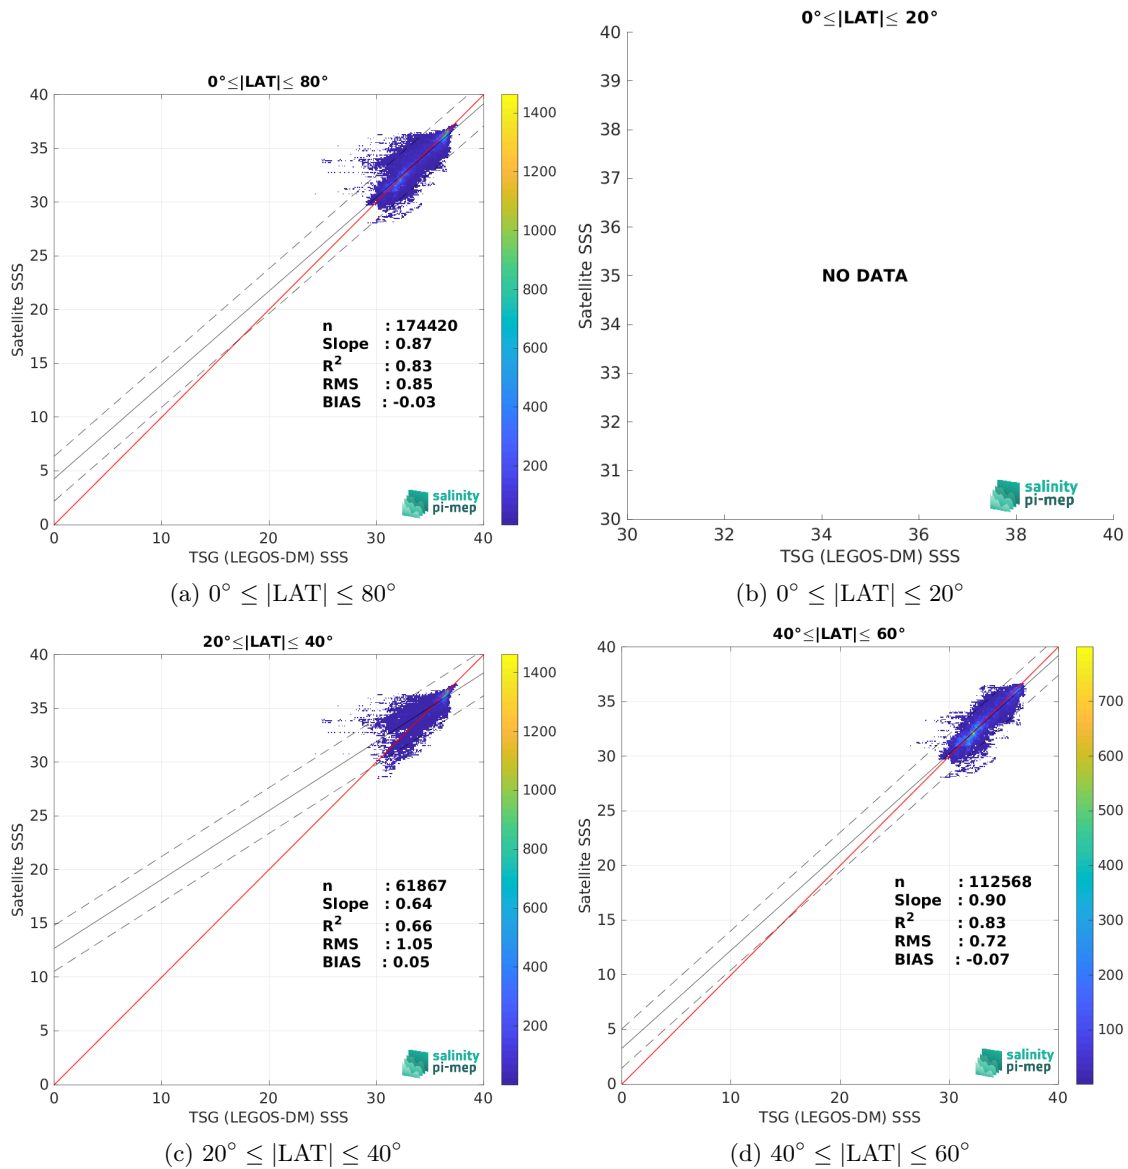 0°≤|LAT|≤ 80°
40
35
30
25
20
15
10
5
0
0
10
20
30
40
Satellite SSS
TSG (LEGOS-DM) SSS
n : 174420
Slope : 0.87
R² : 0.83
RMS : 0.85
BIAS : -0.03
salinity
pi-mep
1400
1200
1000
800
600
400
200
(a) 0° ≤ |LAT| ≤ 80°
0°≤|LAT|≤ 20°
40
39
38
37
36
35
34
33
32
31
30
30
32
34
36
38
40
Satellite SSS
TSG (LEGOS-DM) SSS
NO DATA
salinity
pi-mep
(b) 0° ≤ |LAT| ≤ 20°
20°≤|LAT|≤ 40°
40
35
30
25
20
15
10
5
0
0
10
20
30
40
Satellite SSS
TSG (LEGOS-DM) SSS
n : 61867
Slope : 0.64
R² : 0.66
RMS : 1.05
BIAS : 0.05
salinity
pi-mep
1400
1200
1000
800
600
400
200
(c) 20° ≤ |LAT| ≤ 40°
40°≤|LAT|≤ 60°
40
35
30
25
20
15
10
5
0
0
10
20
30
40
Satellite SSS
TSG (LEGOS-DM) SSS
n : 112568
Slope : 0.90
R² : 0.83
RMS : 0.72
BIAS : -0.07
salinity
pi-mep
700
600
500
400
300
200
100
(d) 40° ≤ |LAT| ≤ 60°